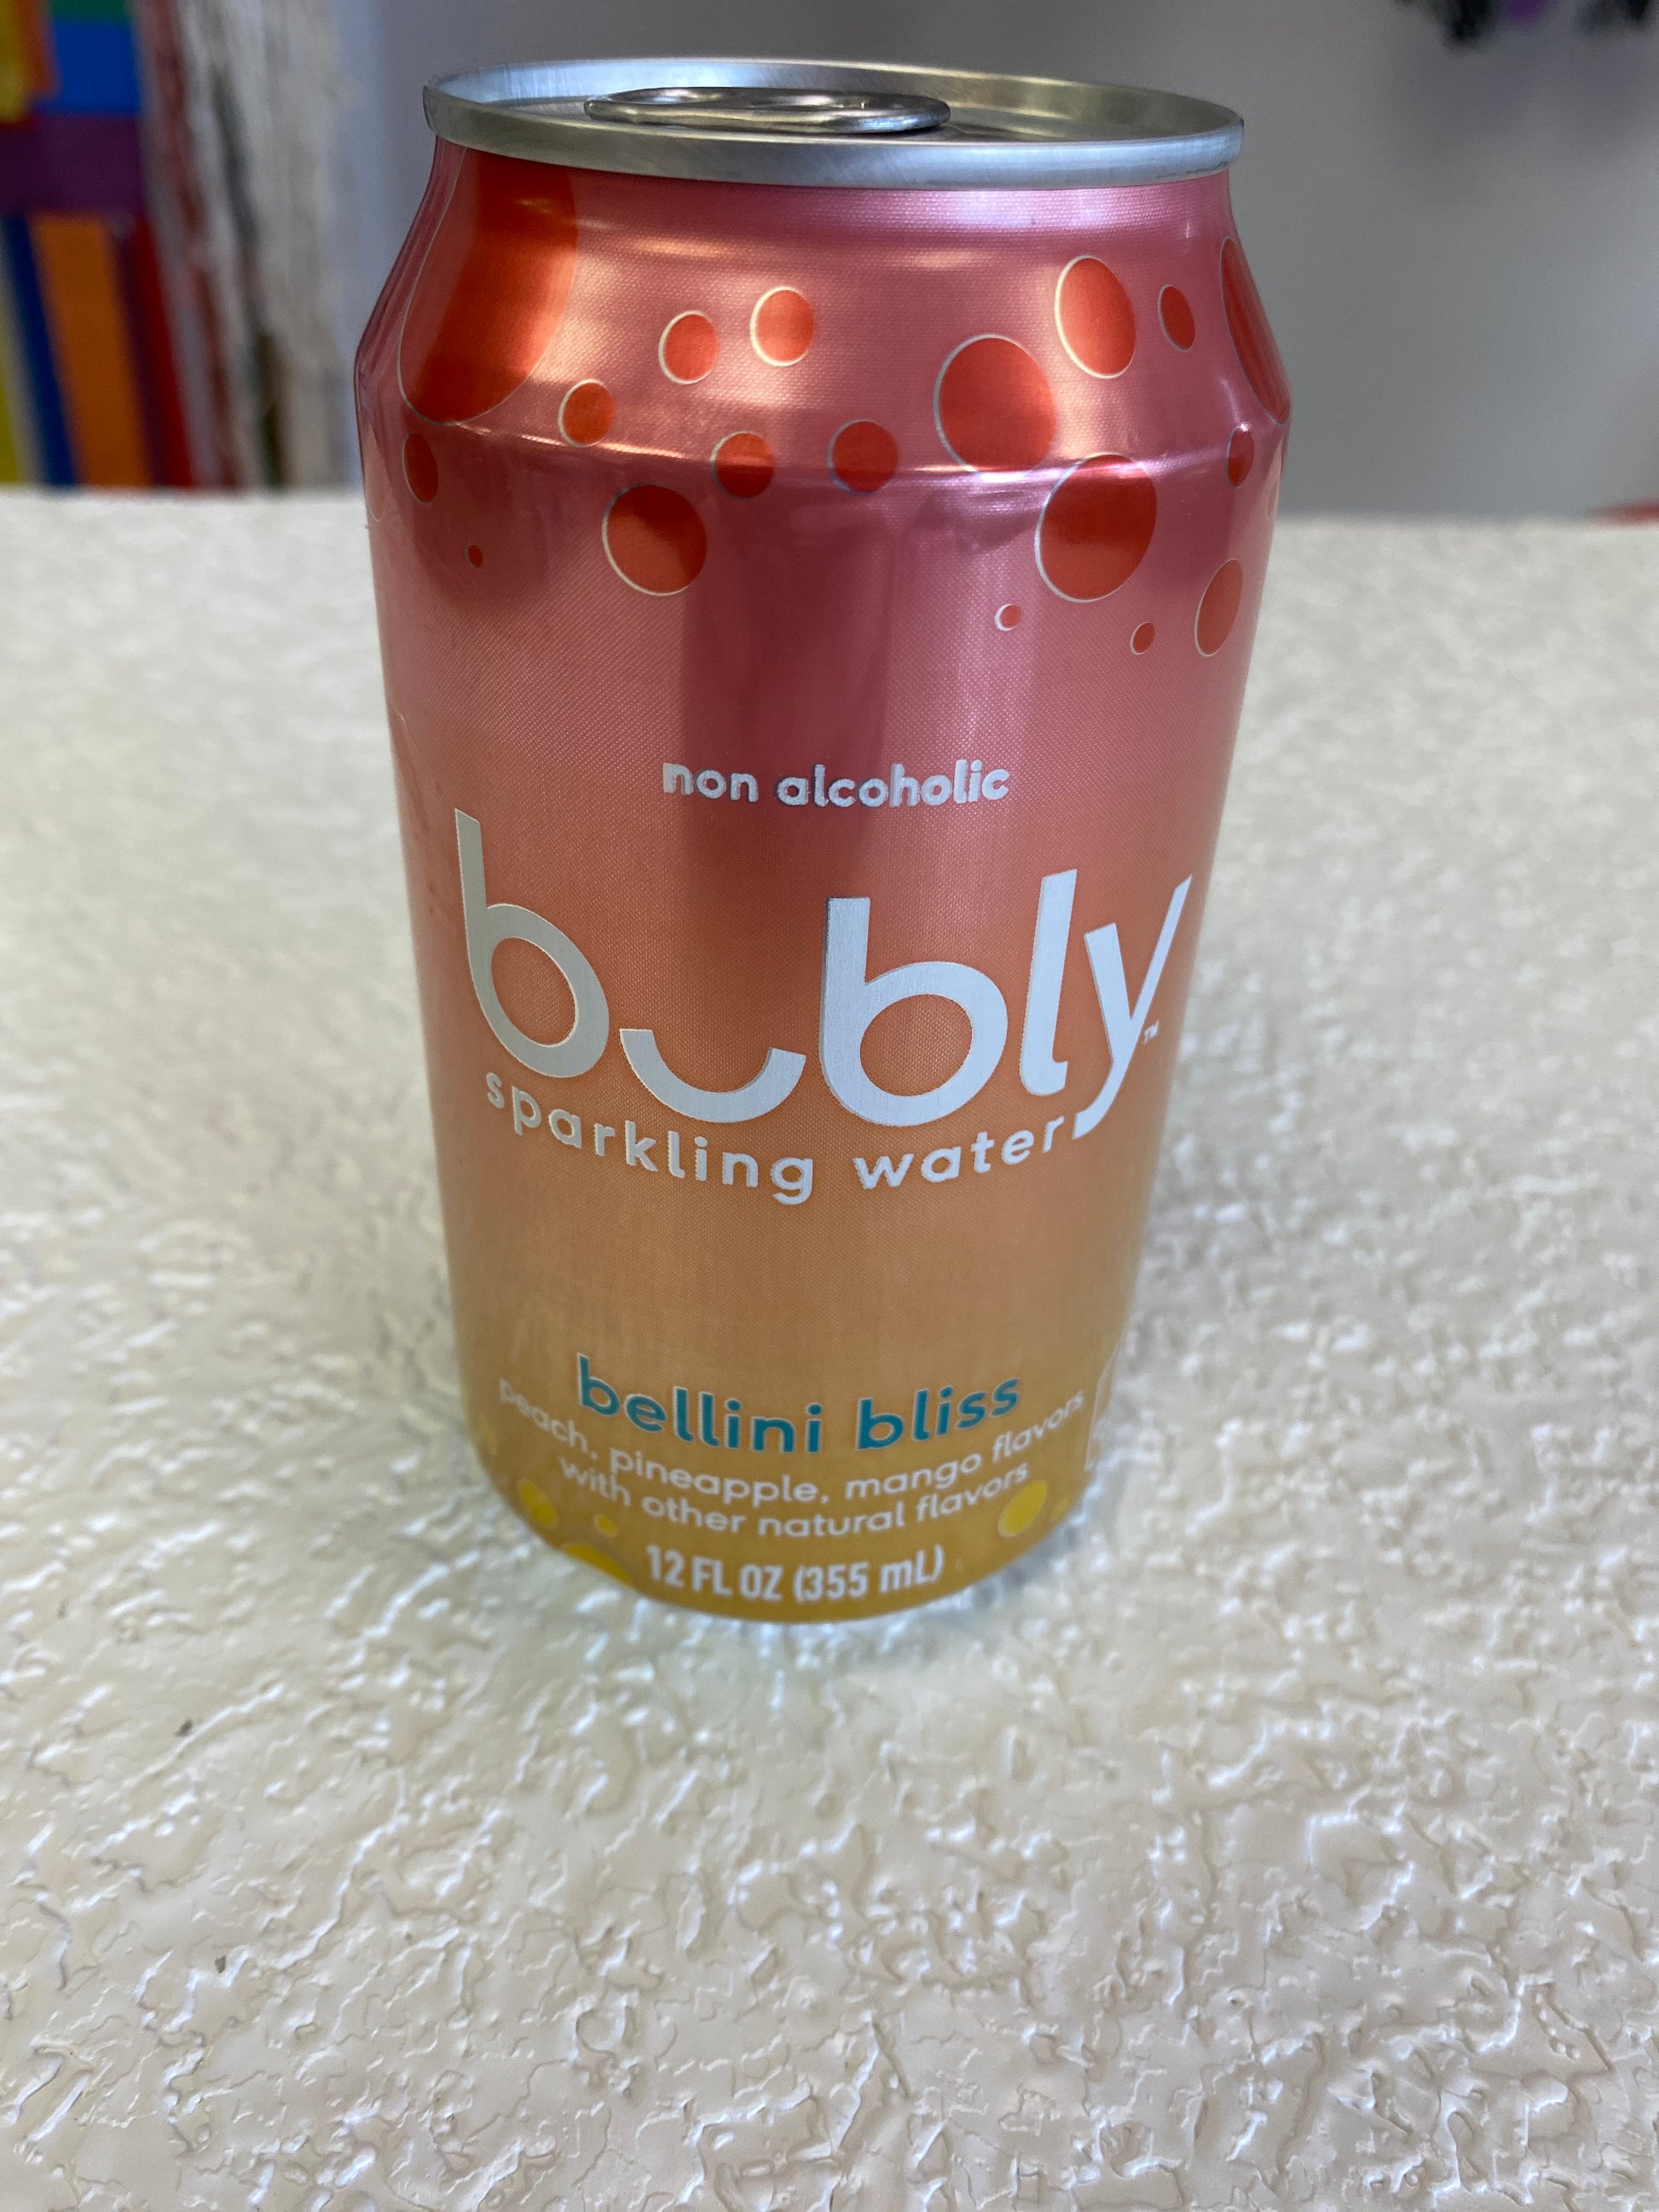 non alcoholic
bubly™
sparkling water
bellini bliss
peach, pineapple, mango flavors
with other natural flavors
12 FL OZ (355 mL)